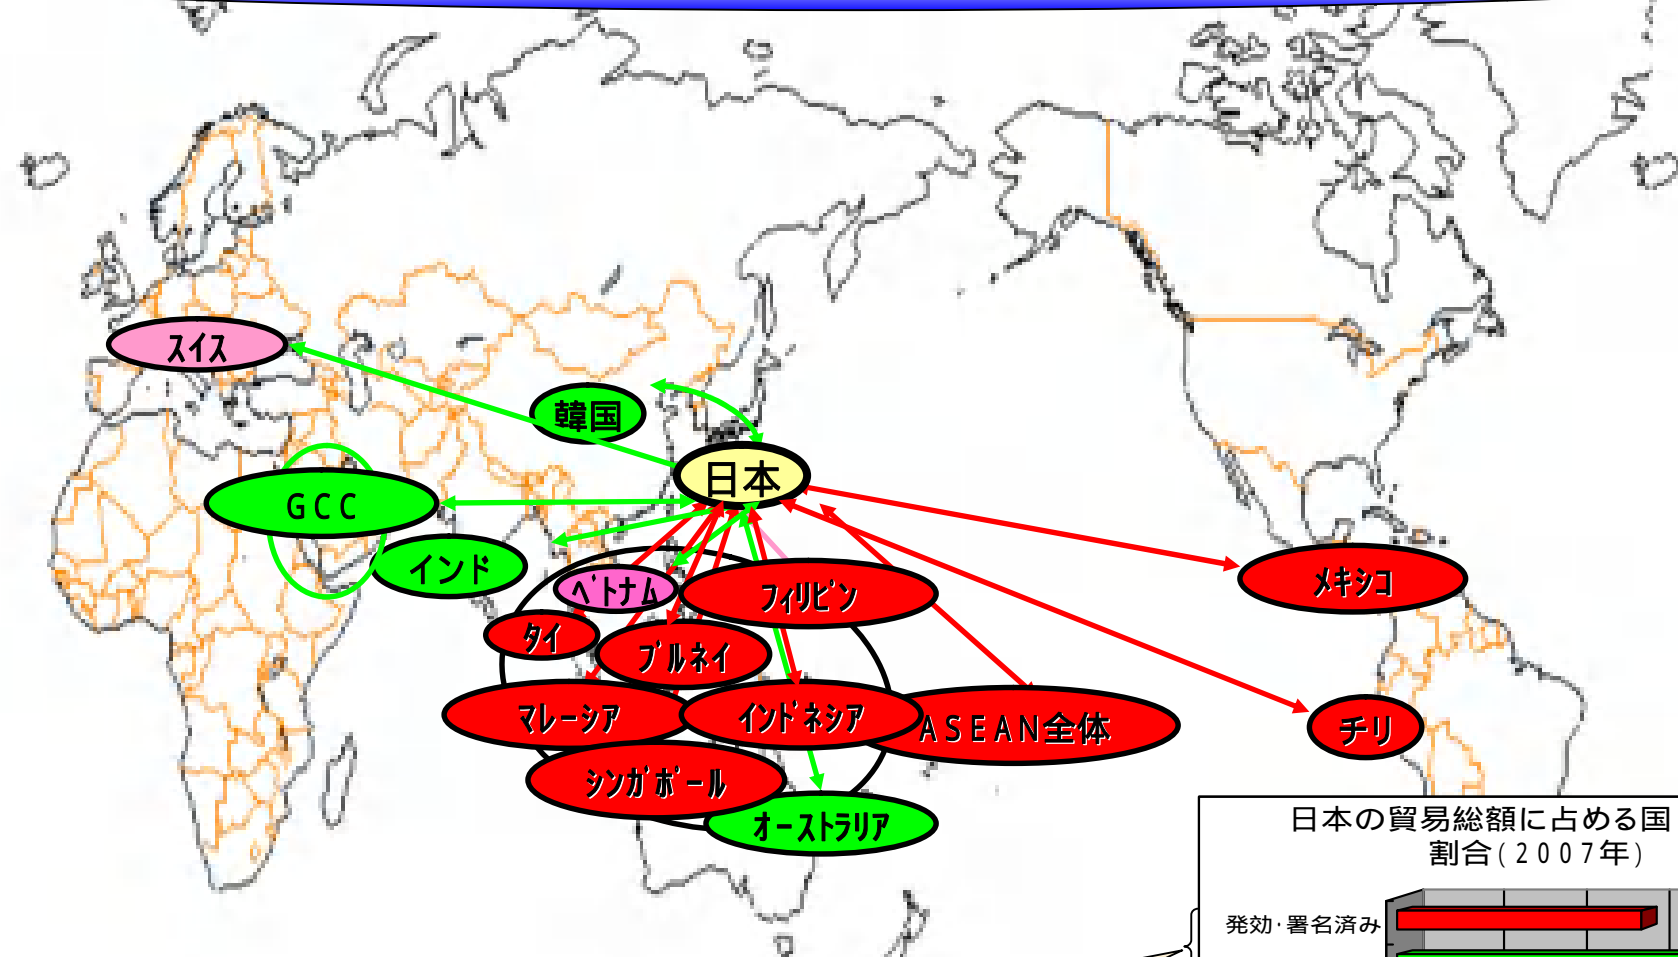 スイス
韓国
日本
GCC
インド
ベトナム
フィリピン
メキシコ
タイ
ブルネイ
マレーシア
インドネシア
ASEAN全体
チリ
シンガポール
オーストラリア
日本の貿易総額に占める国
割合(2007年)
発効・署名済み